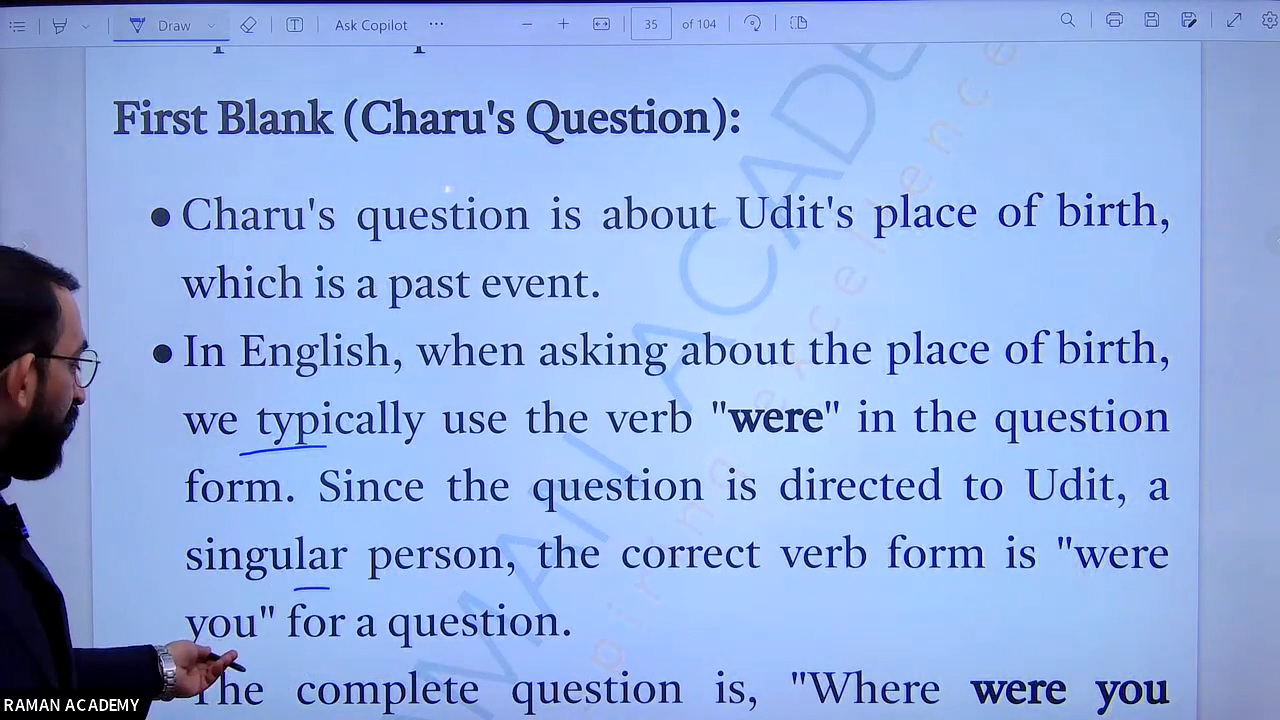 Draw
Ask Copilot
35 of 104
First Blank (Charu's Question):
● Charu's question is about Udit's place of birth,
which is a past event.
● In English, when asking about the place of birth,
we typically use the verb "were" in the question
form. Since the question is directed to Udit, a
singular person, the correct verb form is "were
you" for a question.
The complete question is, "Where were you
RAMAN ACADEMY